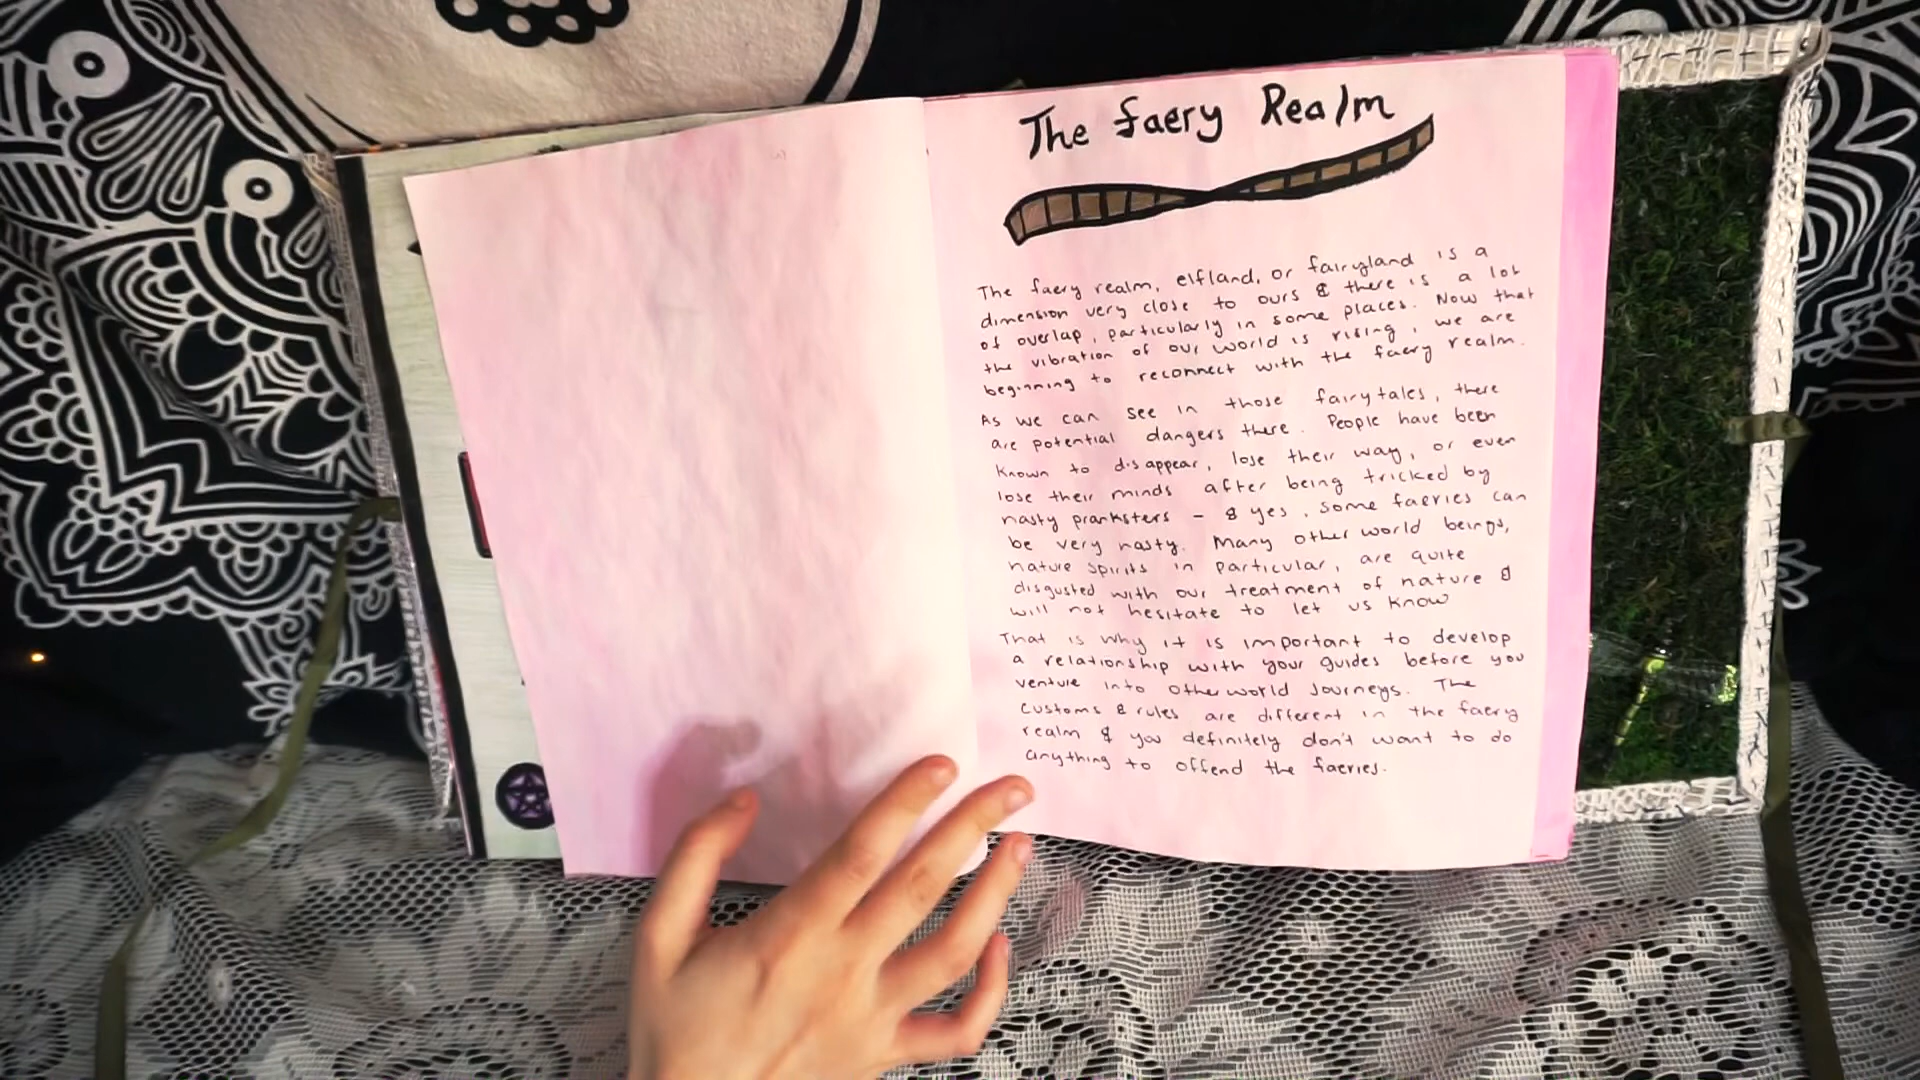 The faery Realm
The faery realm, elfland, or fairyland is a
dimension very close to ours & there is a lot
of overlap, particularly in some places. Now that
the vibration of our world is rising, we are
beginning to reconnect with the faery realm.
As we can see in those fairytales, there
are potential dangers there. People have been
known to disappear, lose their way, or even
lose their minds after being tricked by
nasty pranksters - & yes, some faeries can
be very nasty. Many other world beings,
nature spirits in particular, are quite
disgusted with our treatment of nature &
will not hesitate to let us know
That is why it is important to develop
a relationship with your guides before you
venture into otherworld journeys. The
customs & rules are different in the faery
realm & you definitely don't want to do
anything to offend the faeries.